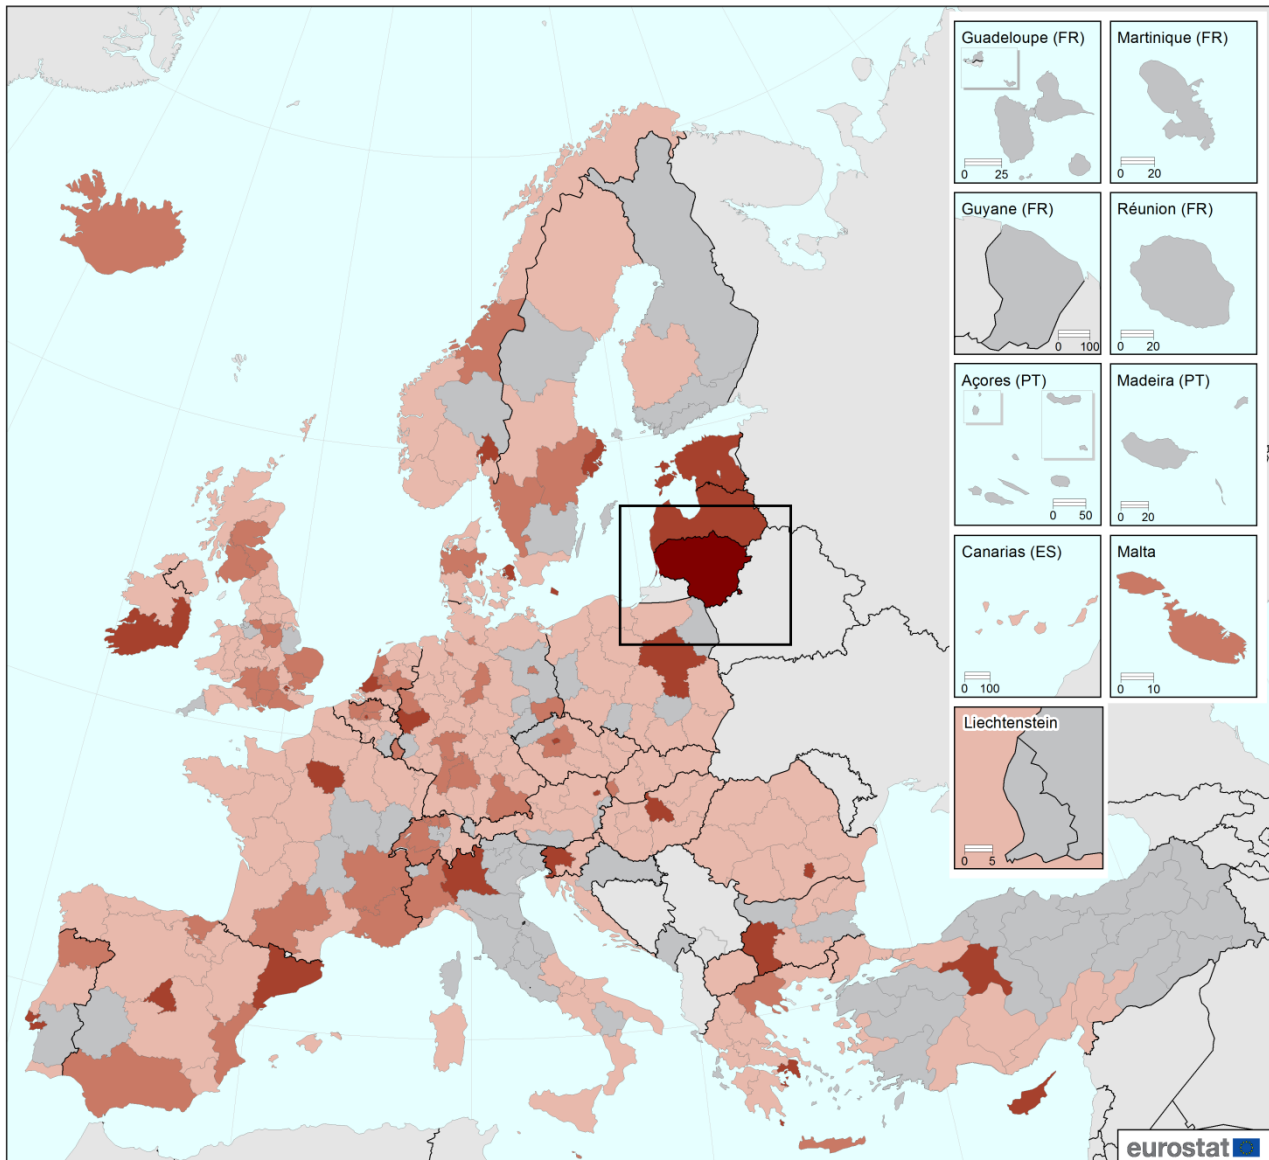 Guadeloupe (FR)
0 25
Martinique (FR)
0 20
Guyane (FR)
0 100
Réunion (FR)
0 20
Açores (PT)
0 50
Madeira (PT)
0 20
Canarias (ES)
0 100
Malta
0 10
Liechtenstein
0 5
eurostat